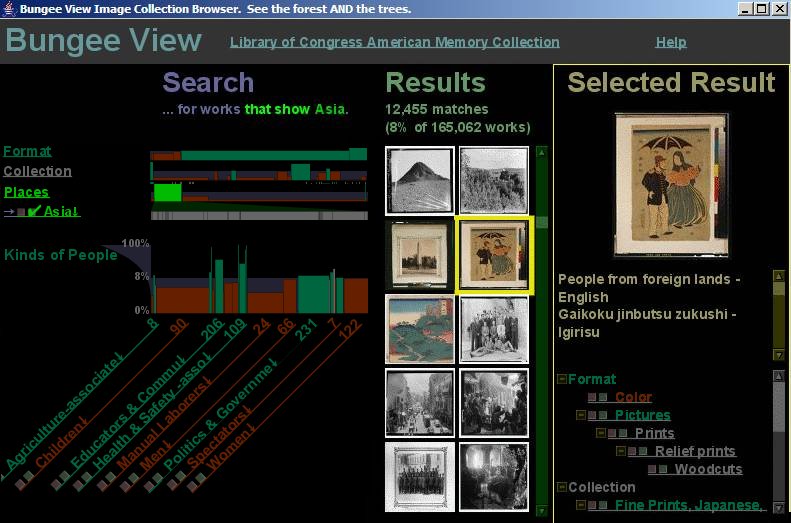 Bungee View Image Collection Browser.  See the forest AND the trees.
Bungee View
Library of Congress American Memory Collection
Help
Search
... for works that show Asia.
Format
Collection
Places
Asia!
Kinds of People
100%
8%
0%
8
90
206
109
24
66
231
7
122
Agriculture-associate
Children
Educators & Commu
Health & Safety -asso
Manual Laborers
Men
Politics & Governme
Spectators
Women
Results
12,455 matches
(8% of 165,062 works)
Selected Result
People from foreign lands -
English
Gaikoku jinbutsu zukushi -
Igirisu
Format
Color
Pictures
Prints
Relief prints
Woodcuts
Collection
Fine Prints, Japanese,